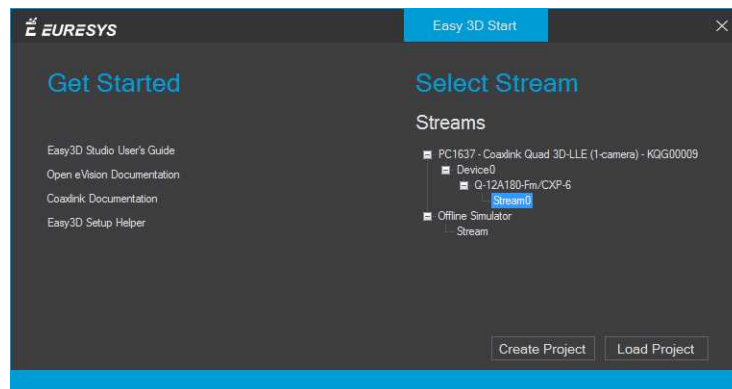 EURESYS
Easy 3D Start
Get Started
Easy3D Studio User's Guide
Open eVision Documentation
Coaxlink Documentation
Easy3D Setup Helper
Select Stream
Streams
PC1637 - Coaxlink Quad 3D-LLE (1-camera) - KQG00009
Device0
Q-12A180-Fm/CXP-6
Stream0
Offline Simulator
Stream
Create Project
Load Project